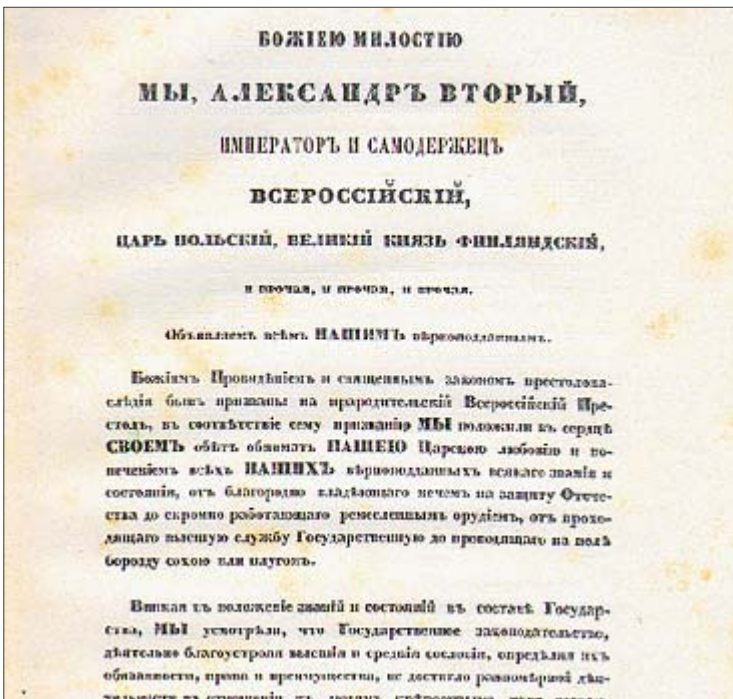 БОЖІЕЮ МИЛОСТІЮ
МЫ, АЛЕКСАНДРЪ ВТОРЫЙ,
ИМПЕРАТОРЪ И САМОДЕРЖЕЦЪ
ВСЕРОССІЙСКІЙ,
ЦАРЬ ПОЛЬСКІЙ, ВЕЛИКІЙ КНЯЗЬ ФИНЛЯНДСКІЙ,
и прочая, и прочая, и прочая.
Объявляемъ всѣмъ НАШИМЪ вѣрноподданнымъ.
Божіимъ Провидѣніемъ и священнымъ закономъ престолона-
слѣдія бывъ призваны на прародительскій Всероссійскій Пре-
столъ, въ соотвѣтствіе сему призванію МЫ положили въ сердцѣ
СВОЕМЪ обѣтъ обнимать НАШЕЮ Царскою любовію и по-
печеніемъ всѣхъ НАШИХЪ вѣрноподданныхъ всякаго званія и
состоянія, отъ благородно владѣющаго мечемъ на защиту Отече-
ства до скромно работающаго ремесленнымъ орудіемъ, отъ прохо-
дящаго высшую службу Государственную до проводящаго на полѣ
борозду сохою или плугомъ.
Вникая въ положеніе званій и состояній въ составѣ Государ-
ства, МЫ усмотрѣли, что Государственное законодательство,
дѣятельно благоустрояя высшія и среднія сословія, опредѣляя ихъ
обязанности, права и преимущества, не достигло равномѣрной дѣя-